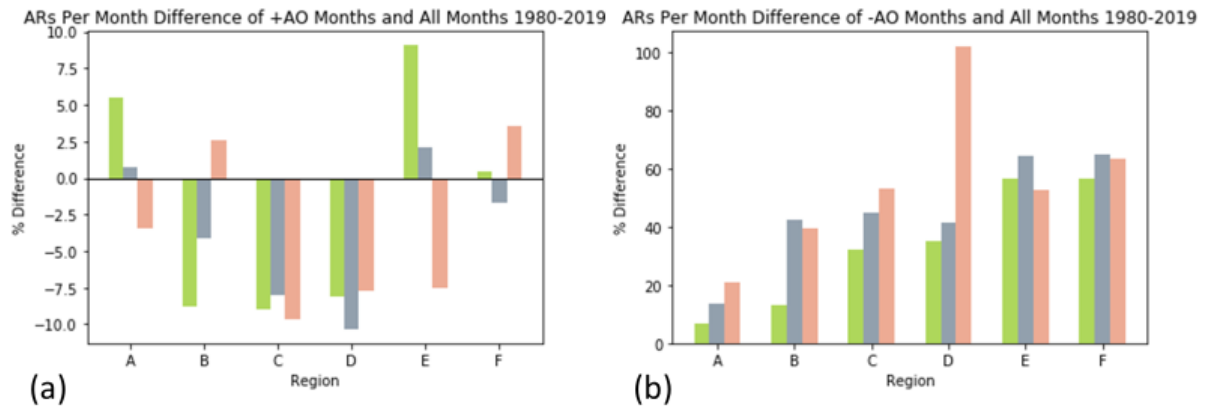 ARs Per Month Difference of +AO Months and All Months 1980-2019
10.0
7.5
5.0
2.5
0.0
−2.5
−5.0
−7.5
−10.0
% Difference
A B C D E F
Region
(a)
ARs Per Month Difference of -AO Months and All Months 1980-2019
100
80
60
40
20
0
% Difference
A B C D E F
Region
(b)